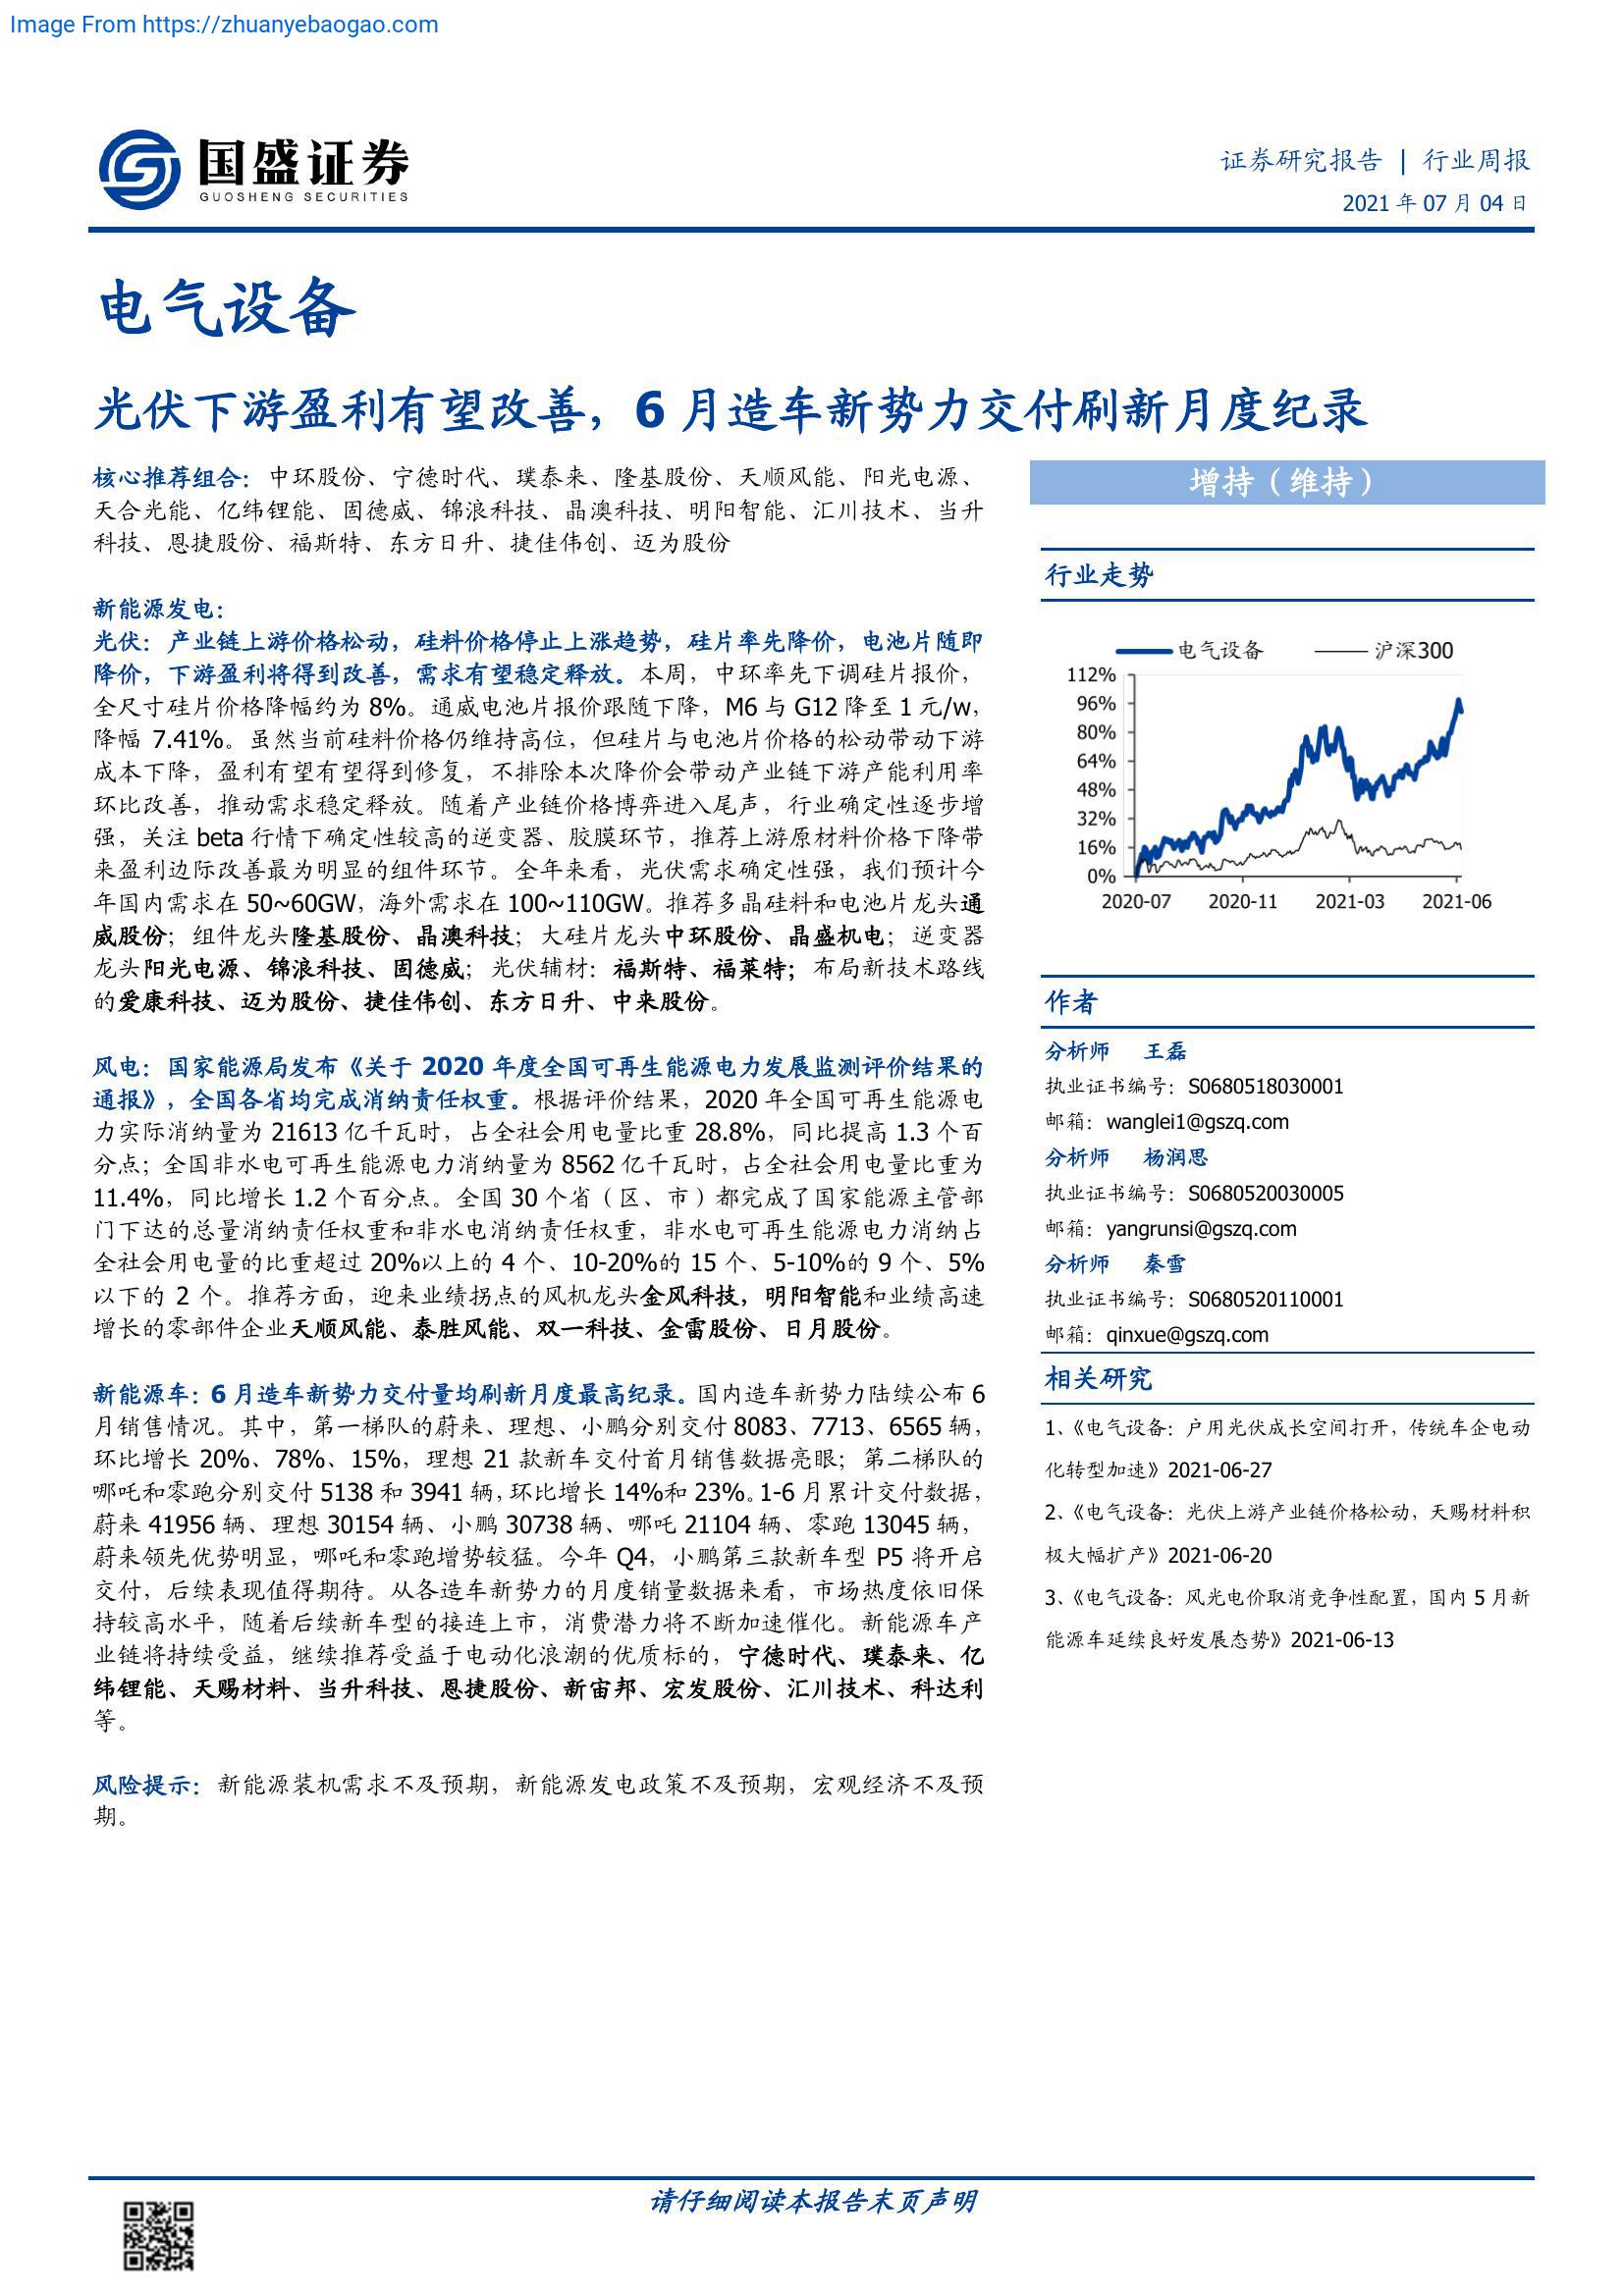 Image From https://zhuanyebaogao.com
国盛证券
GUOSHENG SECURITIES
证券研究报告 | 行业周报
2021 年 07 月 04 日
电气设备
光伏下游盈利有望改善，6 月造车新势力交付刷新月度纪录
核心推荐组合：中环股份、宁德时代、璞泰来、隆基股份、天顺风能、阳光电源、
天合光能、亿纬锂能、固德威、锦浪科技、晶澳科技、明阳智能、汇川技术、当升
科技、恩捷股份、福斯特、东方日升、捷佳伟创、迈为股份
新能源发电：
光伏：产业链上游价格松动，硅料价格停止上涨趋势，硅片率先降价，电池片随即
降价，下游盈利将得到改善，需求有望稳定释放。本周，中环率先下调硅片报价，
全尺寸硅片价格降幅约为 8%。通威电池片报价跟随下降，M6 与 G12 降至 1 元/w，
降幅 7.41%。虽然当前硅料价格仍维持高位，但硅片与电池片价格的松动带动下游
成本下降，盈利有望有望得到修复，不排除本次降价会带动产业链下游产能利用率
环比改善，推动需求稳定释放。随着产业链价格博弈进入尾声，行业确定性逐步增
强，关注 beta 行情下确定性较高的逆变器、胶膜环节，推荐上游原材料价格下降带
来盈利边际改善最为明显的组件环节。全年来看，光伏需求确定性强，我们预计今
年国内需求在 50~60GW，海外需求在 100~110GW。推荐多晶硅料和电池片龙头通
威股份；组件龙头隆基股份、晶澳科技；大硅片龙头中环股份、晶盛机电；逆变器
龙头阳光电源、锦浪科技、固德威；光伏辅材：福斯特、福莱特；布局新技术路线
的爱康科技、迈为股份、捷佳伟创、东方日升、中来股份。
风电：国家能源局发布《关于 2020 年度全国可再生能源电力发展监测评价结果的
通报》，全国各省均完成消纳责任权重。根据评价结果，2020 年全国可再生能源电
力实际消纳量为 21613 亿千瓦时，占全社会用电量比重 28.8%，同比提高 1.3 个百
分点；全国非水电可再生能源电力消纳量为 8562 亿千瓦时，占全社会用电量比重为
11.4%，同比增长 1.2 个百分点。全国 30 个省（区、市）都完成了国家能源主管部
门下达的总量消纳责任权重和非水电消纳责任权重，非水电可再生能源电力消纳占
全社会用电量的比重超过 20%以上的 4 个、10-20%的 15 个、5-10%的 9 个、5%
以下的 2 个。推荐方面，迎来业绩拐点的风机龙头金风科技，明阳智能和业绩高速
增长的零部件企业天顺风能、泰胜风能、双一科技、金雷股份、日月股份。
新能源车：6 月造车新势力交付量均刷新月度最高纪录。国内造车新势力陆续公布 6
月销售情况。其中，第一梯队的蔚来、理想、小鹏分别交付 8083、7713、6565 辆，
环比增长 20%、78%、15%，理想 21 款新车交付首月销售数据亮眼；第二梯队的
哪吒和零跑分别交付 5138 和 3941 辆，环比增长 14%和 23%。1-6 月累计交付数据，
蔚来 41956 辆、理想 30154 辆、小鹏 30738 辆、哪吒 21104 辆、零跑 13045 辆，
蔚来领先优势明显，哪吒和零跑增势较猛。今年 Q4，小鹏第三款新车型 P5 将开启
交付，后续表现值得期待。从各造车新势力的月度销量数据来看，市场热度依旧保
持较高水平，随着后续新车型的接连上市，消费潜力将不断加速催化。新能源车产
业链将持续受益，继续推荐受益于电动化浪潮的优质标的，宁德时代、璞泰来、亿
纬锂能、天赐材料、当升科技、恩捷股份、新宙邦、宏发股份、汇川技术、科达利
等。
风险提示：新能源装机需求不及预期，新能源发电政策不及预期，宏观经济不及预
期。
增持（维持）
行业走势
电气设备 沪深300
112%
96%
80%
64%
48%
32%
16%
0%
2020-07 2020-11 2021-03 2021-06
作者
分析师 王磊
执业证书编号：S0680518030001
邮箱：wanglei1@gszq.com
分析师 杨润思
执业证书编号：S0680520030005
邮箱：yangrunsi@gszq.com
分析师 秦雪
执业证书编号：S0680520110001
邮箱：qinxue@gszq.com
相关研究
1、《电气设备：户用光伏成长空间打开，传统车企电动
化转型加速》2021-06-27
2、《电气设备：光伏上游产业链价格松动，天赐材料积
极大幅扩产》2021-06-20
3、《电气设备：风光电价取消竞争性配置，国内 5 月新
能源车延续良好发展态势》2021-06-13
请仔细阅读本报告末页声明